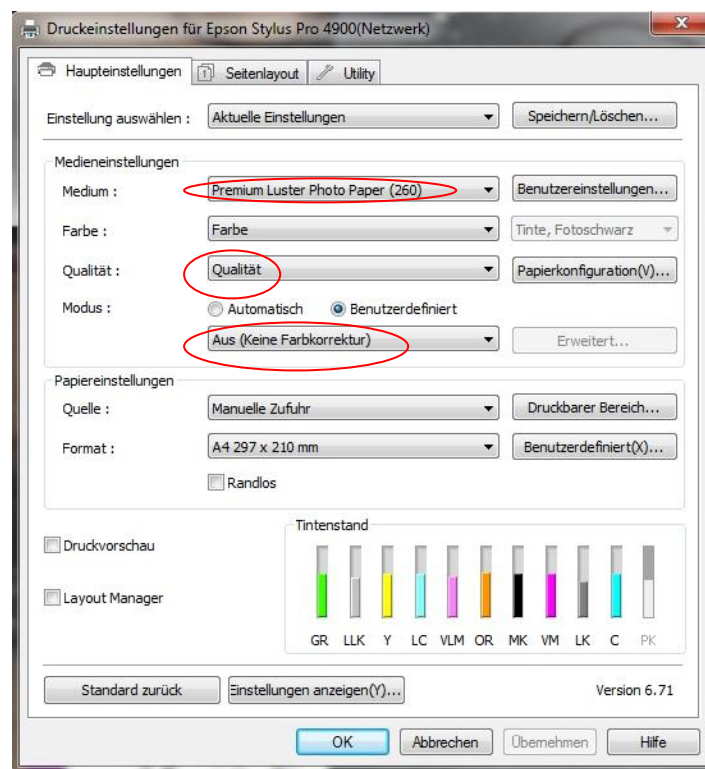 Druckeinstellungen für Epson Stylus Pro 4900(Netzwerk)
Haupteinstellungen 1 Seitenlayout Utility
Einstellung auswählen : Aktuelle Einstellungen Speichern/Löschen...
Medieneinstellungen
Medium : Premium Luster Photo Paper (260) Benutzereinstellungen...
Farbe : Farbe Tinte, Fotoschwarz
Qualität : Qualität Papierkonfiguration(V)...
Modus : Automatisch Benutzerdefiniert
Aus (Keine Farbkorrektur) Erweitert...
Papiereinstellungen
Quelle : Manuelle Zufuhr Druckbarer Bereich...
Format : A4 297 x 210 mm Benutzerdefiniert(X)...
Randlos
Tintenstand
Druckvorschau
Layout Manager
GR LLK Y LC VLM OR MK VM LK C PK
Standard zurück Einstellungen anzeigen(Y)... Version 6.71
OK Abbrechen Übernehmen Hilfe